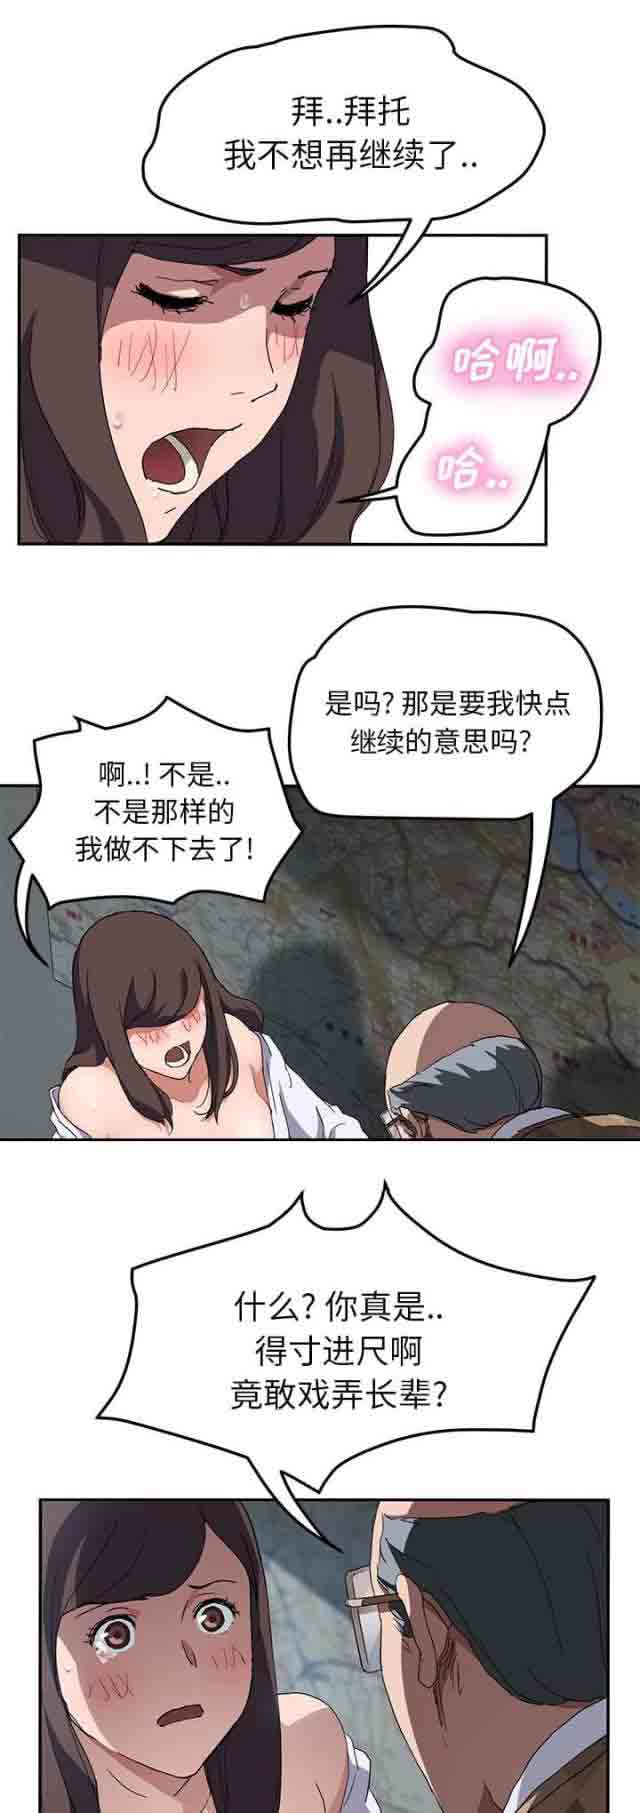 拜..拜托
我不想再继续了..
哈 啊..
哈..
是吗? 那是要我快点
继续的意思吗?
啊..! 不是..
不是那样的
我做不下去了!
什么? 你真是..
得寸进尺啊
竟敢戏弄长辈?